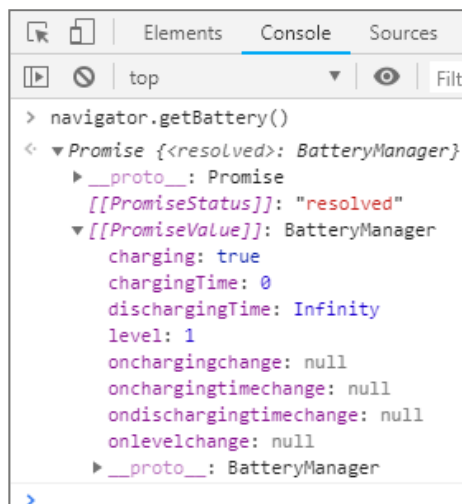 Elements Console Sources
top Filt
> navigator.getBattery()
Promise {<resolved>: BatteryManager}
__proto__: Promise
[[PromiseStatus]]: "resolved"
[[PromiseValue]]: BatteryManager
charging: true
chargingTime: 0
dischargingTime: Infinity
level: 1
onchargingchange: null
onchargingtimechange: null
ondischargingtimechange: null
onlevelchange: null
__proto__: BatteryManager
>